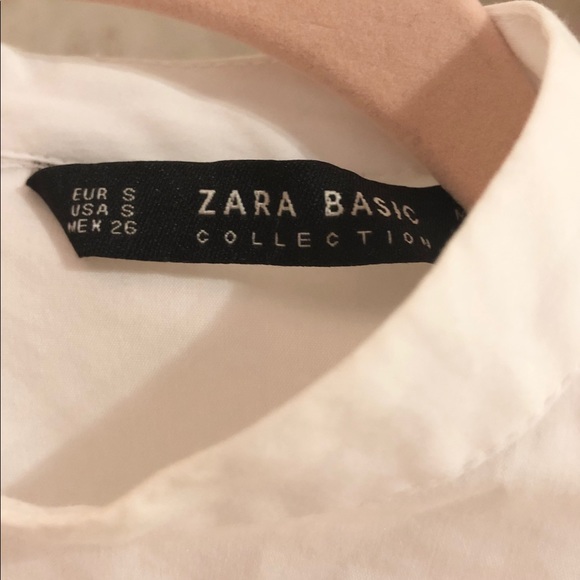 EUR S
USA S
MEX 26
ZARA BASIC
COLLECTION